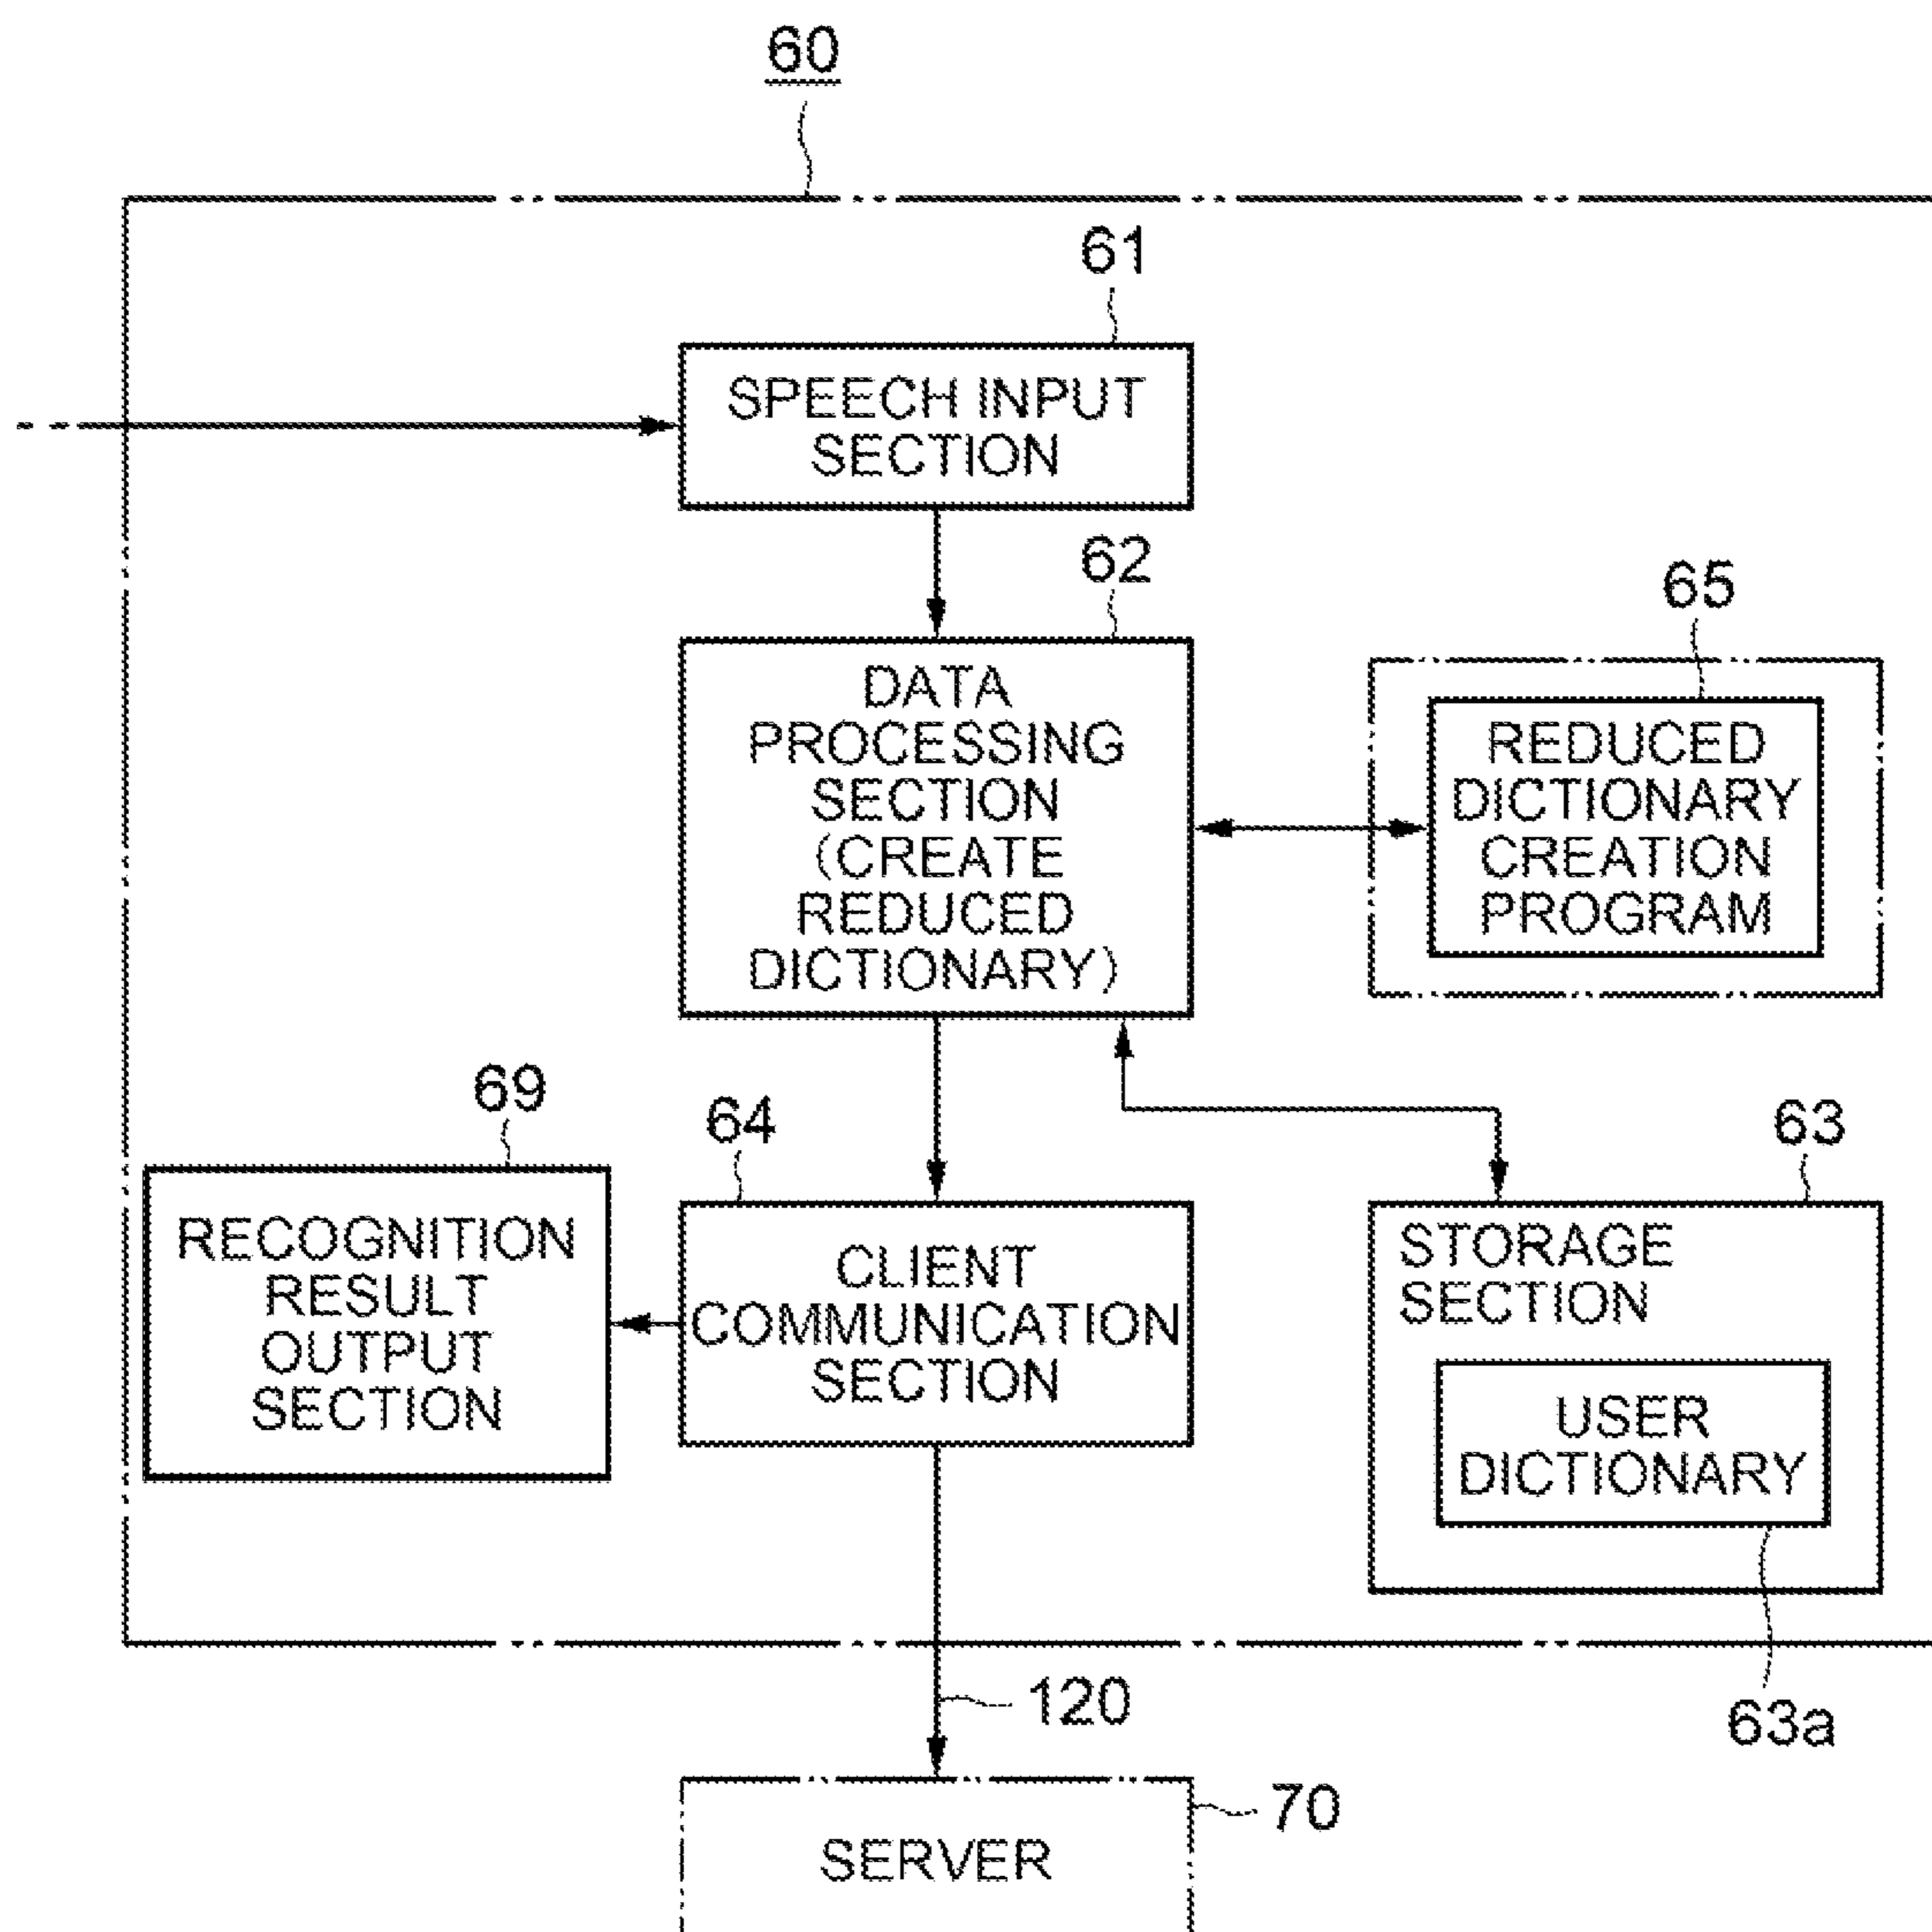 60
61
SPEECH INPUT
SECTION
62
DATA
PROCESSING
SECTION
(CREATE
REDUCED
DICTIONARY)
65
REDUCED
DICTIONARY
CREATION
PROGRAM
69
RECOGNITION
RESULT
OUTPUT
SECTION
64
CLIENT
COMMUNICATION
SECTION
63
STORAGE
SECTION
USER
DICTIONARY
63a
120
70
SERVER